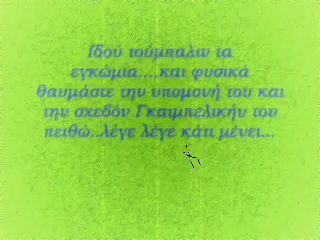 Ιδού τούμπαλιν τα
εγκώμια....και φυσικά
θαυμάστε την υπομονή του και
την σχεδόν Γκαιμπελικήν του
πειθώ..λέγε λέγε κάτι μένει...